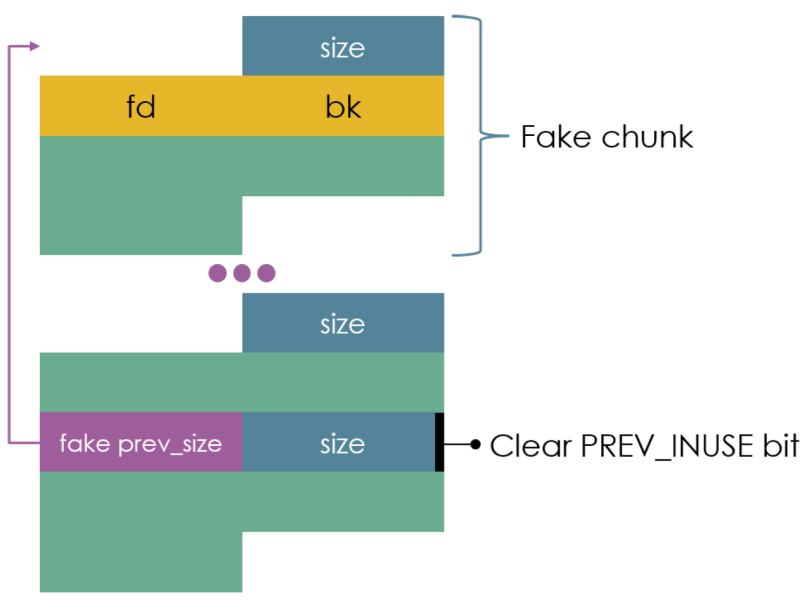 size
fd
bk
Fake chunk
size
fake prev_size
size
Clear PREV_INUSE bit